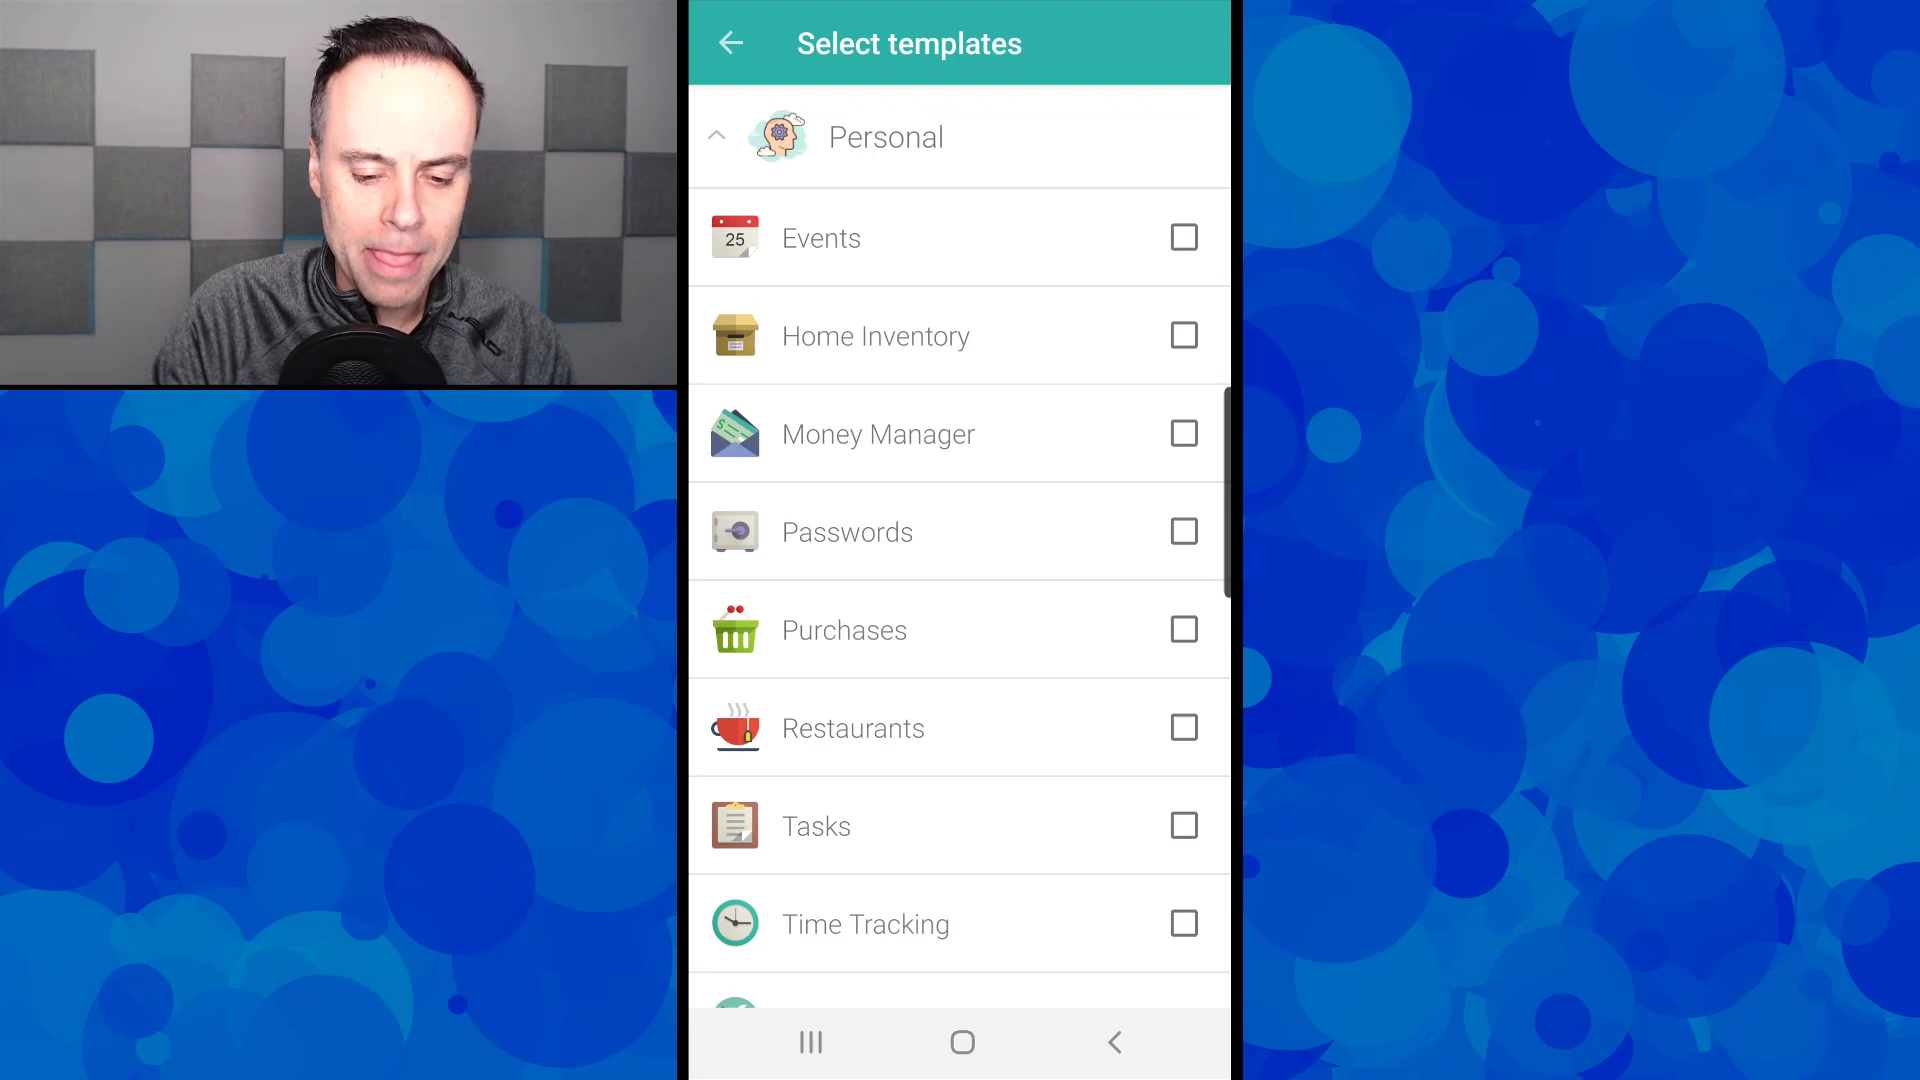 Select templates
Personal
25
Events
Home Inventory
$
Money Manager
Passwords
Purchases
Restaurants
Tasks
Time Tracking